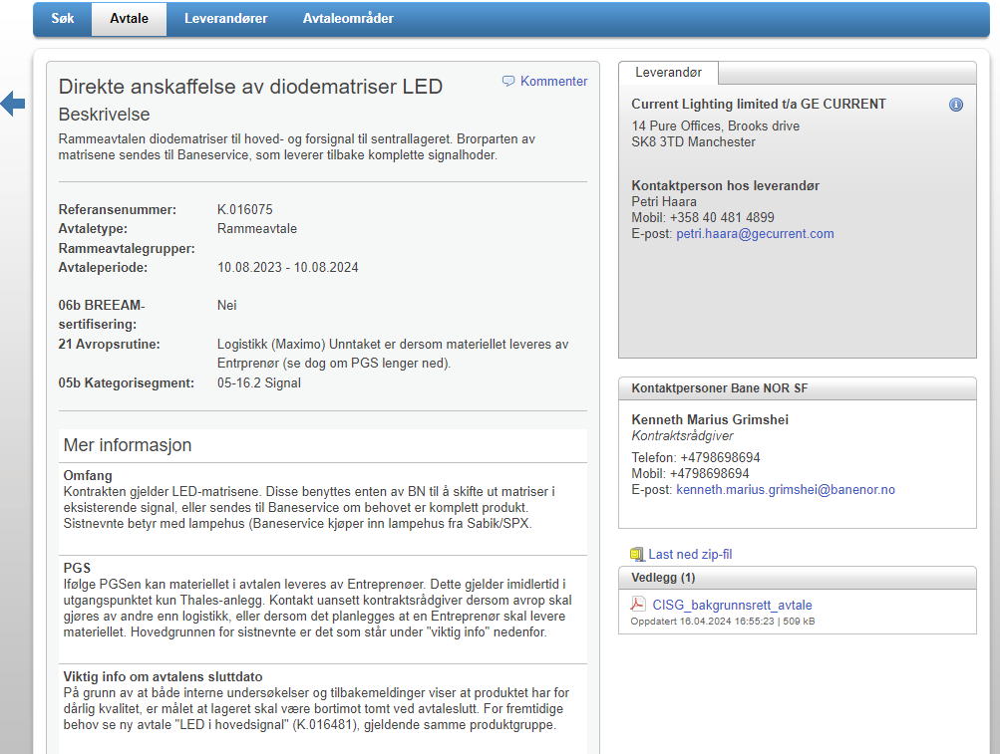 Søk
Avtale
Leverandører
Avtaleområder
Direkte anskaffelse av diodematriser LED
Kommenter
Beskrivelse
Rammeavtalen diodematriser til hoved- og forsignal til sentrallageret. Brorparten av
matrisene sendes til Baneservice, som leverer tilbake komplette signalhoder.
Referansenummer: K.016075
Avtaletype: Rammeavtale
Rammeavtalegrupper:
Avtaleperiode: 10.08.2023 - 10.08.2024
06b BREEAM- Nei
sertifisering:
21 Avropsrutine: Logistikk (Maximo) Unntaket er dersom materiellet leveres av
Entrprenør (se dog om PGS lenger ned).
05b Kategorisegment: 05-16.2 Signal
Mer informasjon
Omfang
Kontrakten gjelder LED-matrisene. Disse benyttes enten av BN til å skifte ut matriser i
eksisterende signal, eller sendes til Baneservice om behovet er komplett produkt.
Sistnevnte betyr med lampehus (Baneservice kjøper inn lampehus fra Sabik/SPX.
PGS
Ifølge PGSen kan materiellet i avtalen leveres av Entreprenøer. Dette gjelder imidlertid i
utgangspunktet kun Thales-anlegg. Kontakt uansett kontraktsrådgiver dersom avrop skal
gjøres av andre enn logistikk, eller dersom det planlegges at en Entreprenør skal levere
materiellet. Hovedgrunnen for sistnevnte er det som står under "viktig info" nedenfor.
Viktig info om avtalens sluttdato
På grunn av at både interne undersøkelser og tilbakemeldinger viser at produktet har for
dårlig kvalitet, er målet at lageret skal være bortimot tomt ved avtaleslutt. For fremtidige
behov se ny avtale "LED i hovedsignal" (K.016481), gjeldende samme produktgruppe.
Leverandør
Current Lighting limited t/a GE CURRENT
14 Pure Offices, Brooks drive
SK8 3TD Manchester
Kontaktperson hos leverandør
Petri Haara
Mobil: +358 40 481 4899
E-post: petri.haara@gecurrent.com
Kontaktpersoner Bane NOR SF
Kenneth Marius Grimshei
Kontraktsrådgiver
Telefon: +4798698694
Mobil: +4798698694
E-post: kenneth.marius.grimshei@banenor.no
Last ned zip-fil
Vedlegg (1)
CISG_bakgrunnsrett_avtale
Oppdatert 16.04.2024 16:55:23 | 509 kB